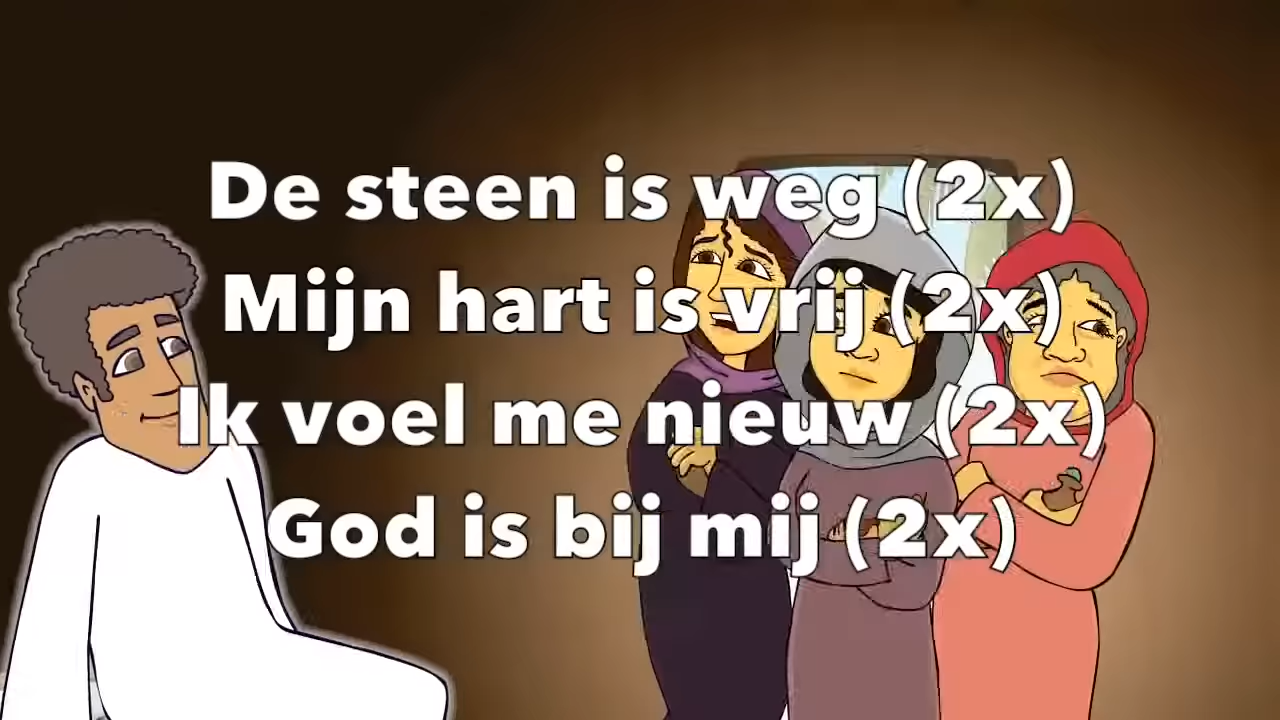 De steen is weg (2x)
Mijn hart is vrij (2x)
Ik voel me nieuw (2x)
God is bij mij (2x)